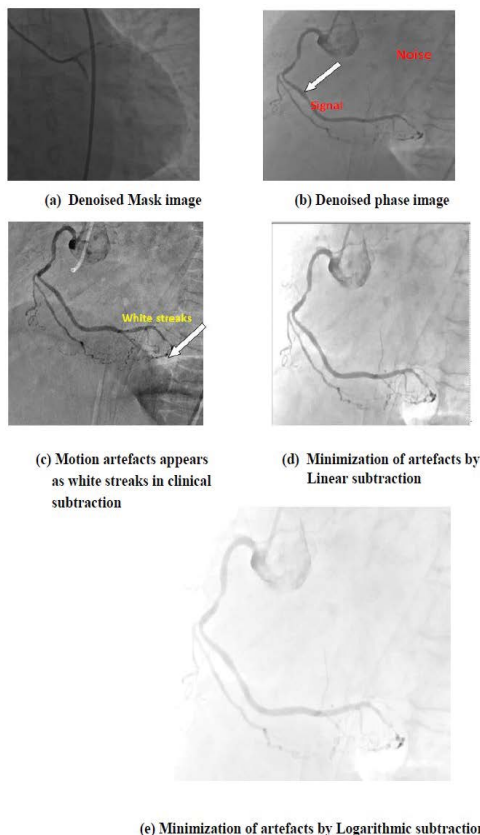 Noise
Signal
(a) Denoised Mask image
(b) Denoised phase image
White streaks
(c) Motion artefacts appears
as white streaks in clinical
subtraction
(d) Minimization of artefacts by
Linear subtraction
(e) Minimization of artefacts by Logarithmic subtraction